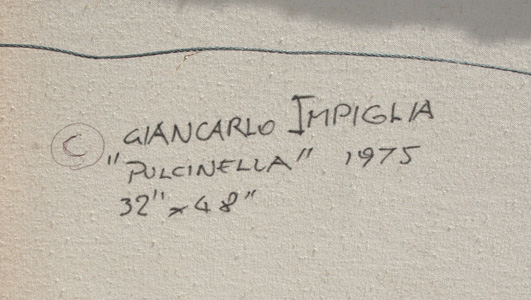 © GIANCARLO IMPIGLIA
"PULCINELLA" 1975
32" x 48"